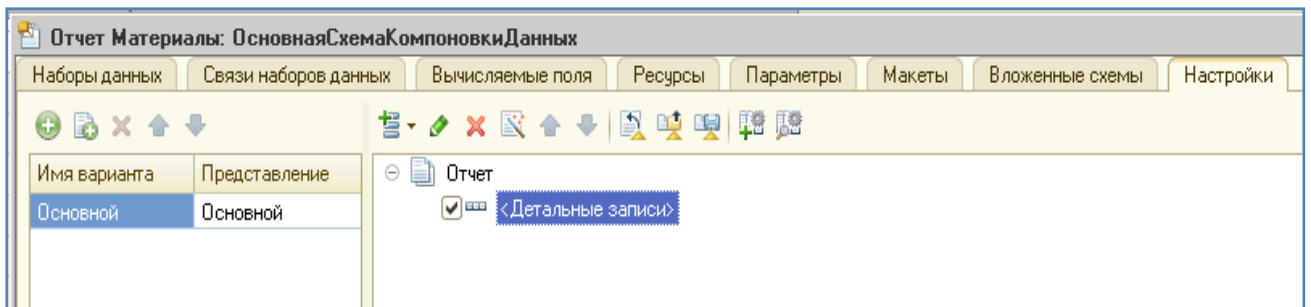 Отчет Материалы: ОсновнаяСхемаКомпоновкиДанных
Наборы данных Связи наборов данных Вычисляемые поля Ресурсы Параметры Макеты Вложенные схемы Настройки
Имя варианта Представление
Основной Основной
Отчет
<Детальные записи>